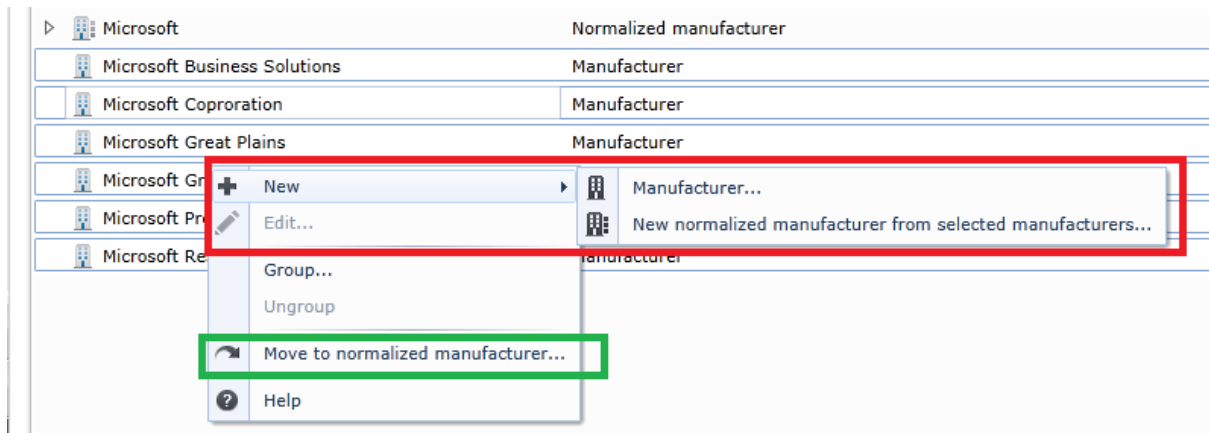 Microsoft Normalized manufacturer
Microsoft Business Solutions Manufacturer
Microsoft Coproration Manufacturer
Microsoft Great Plains Manufacturer
Microsoft Gr
Microsoft Pr
Microsoft Re
New
Edit...
Group...
Ungroup
Move to normalized manufacturer...
Help
Manufacturer...
New normalized manufacturer from selected manufacturers...